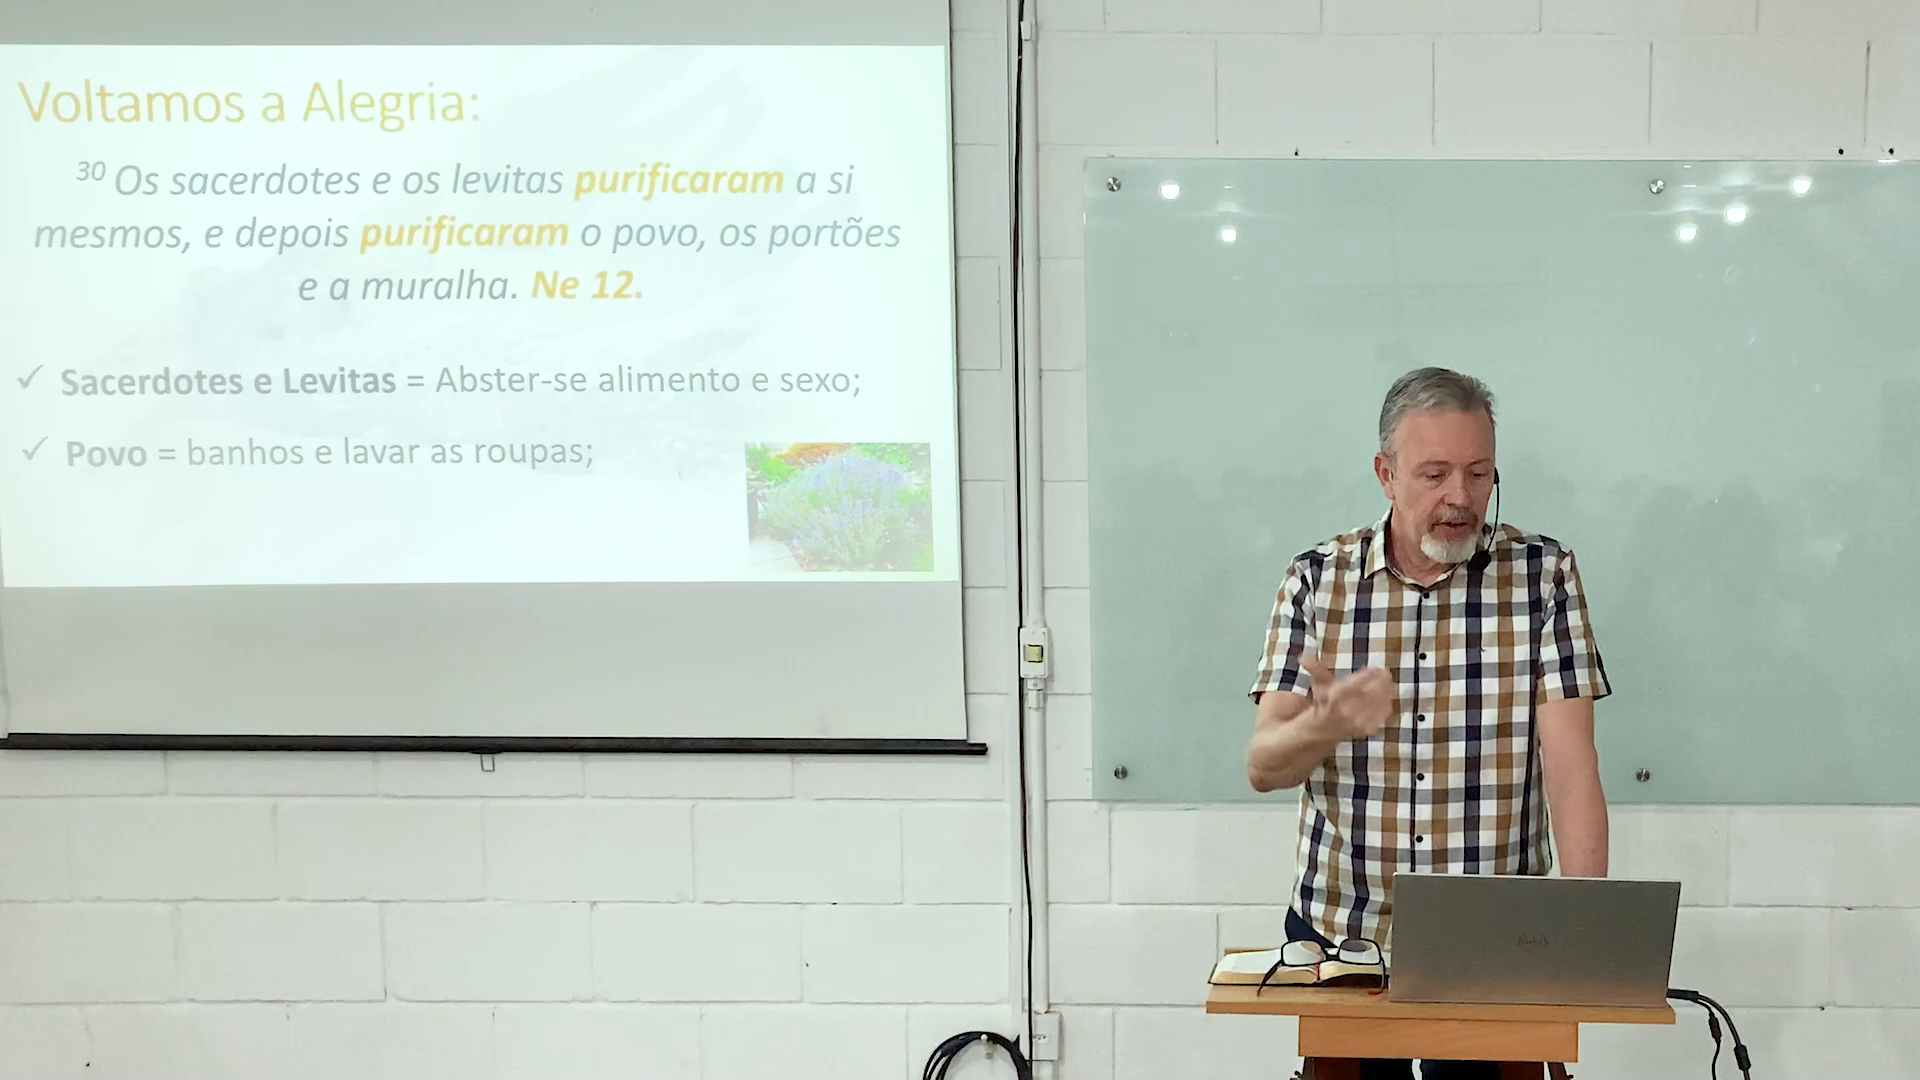 Voltamos a Alegria:
30 Os sacerdotes e os levitas purificaram a si
mesmos, e depois purificaram o povo, os portões
e a muralha. Ne 12.
✓ Sacerdotes e Levitas = Abster-se alimento e sexo;
✓ Povo = banhos e lavar as roupas;